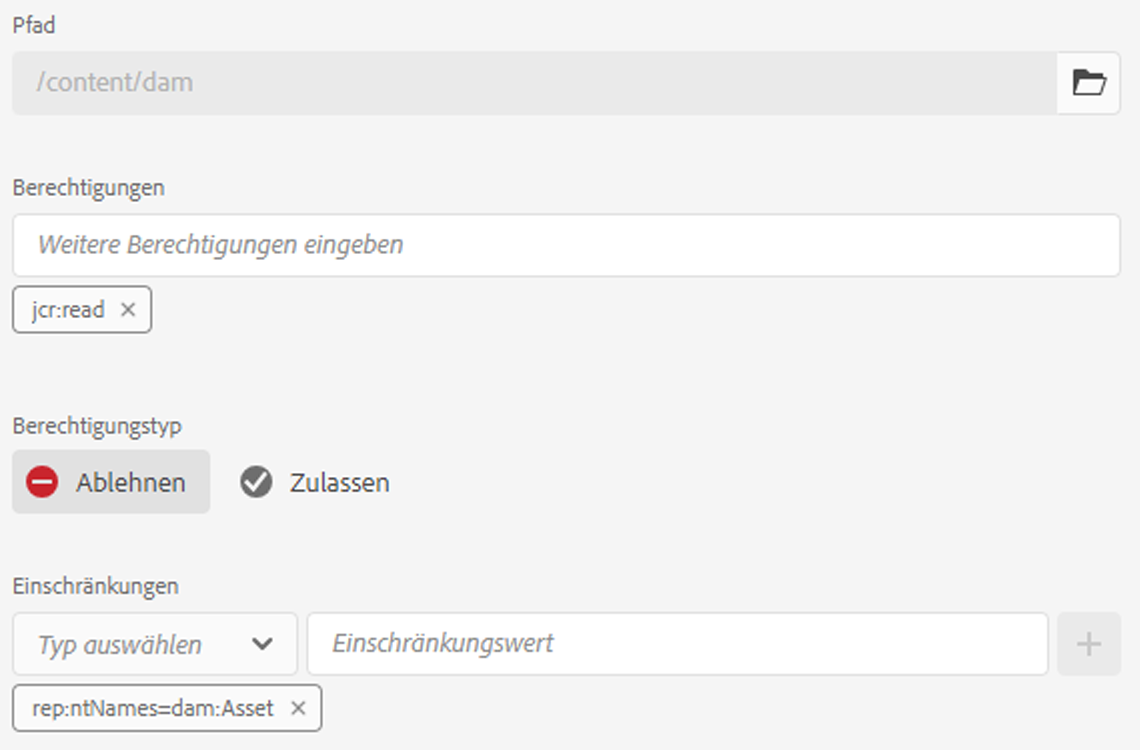 Pfad
/content/dam
Berechtigungen
Weitere Berechtigungen eingeben
jcr:read ×
Berechtigungstyp
Ablehnen Zulassen
Einschränkungen
Typ auswählen Einschränkungswert +
rep:ntNames=dam:Asset ×